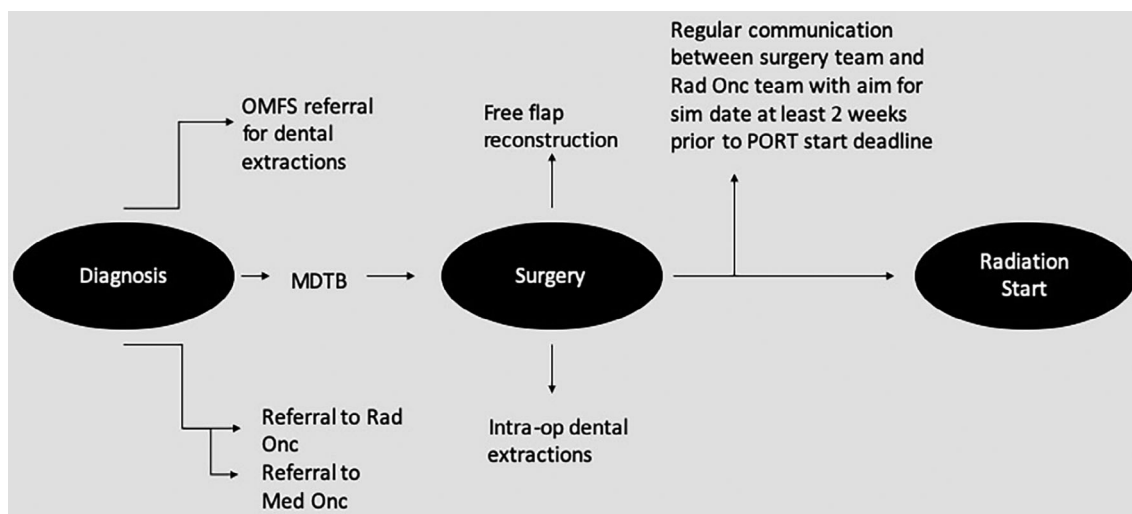 Regular communication
between surgery team and
Rad Onc team with aim for
sim date at least 2 weeks
prior to PORT start deadline
OMFS referral
for dental
extractions
Free flap
reconstruction
Diagnosis
MDTB
Surgery
Radiation
Start
Referral to Rad
Onc
Referral to
Med Onc
Intra-op dental
extractions